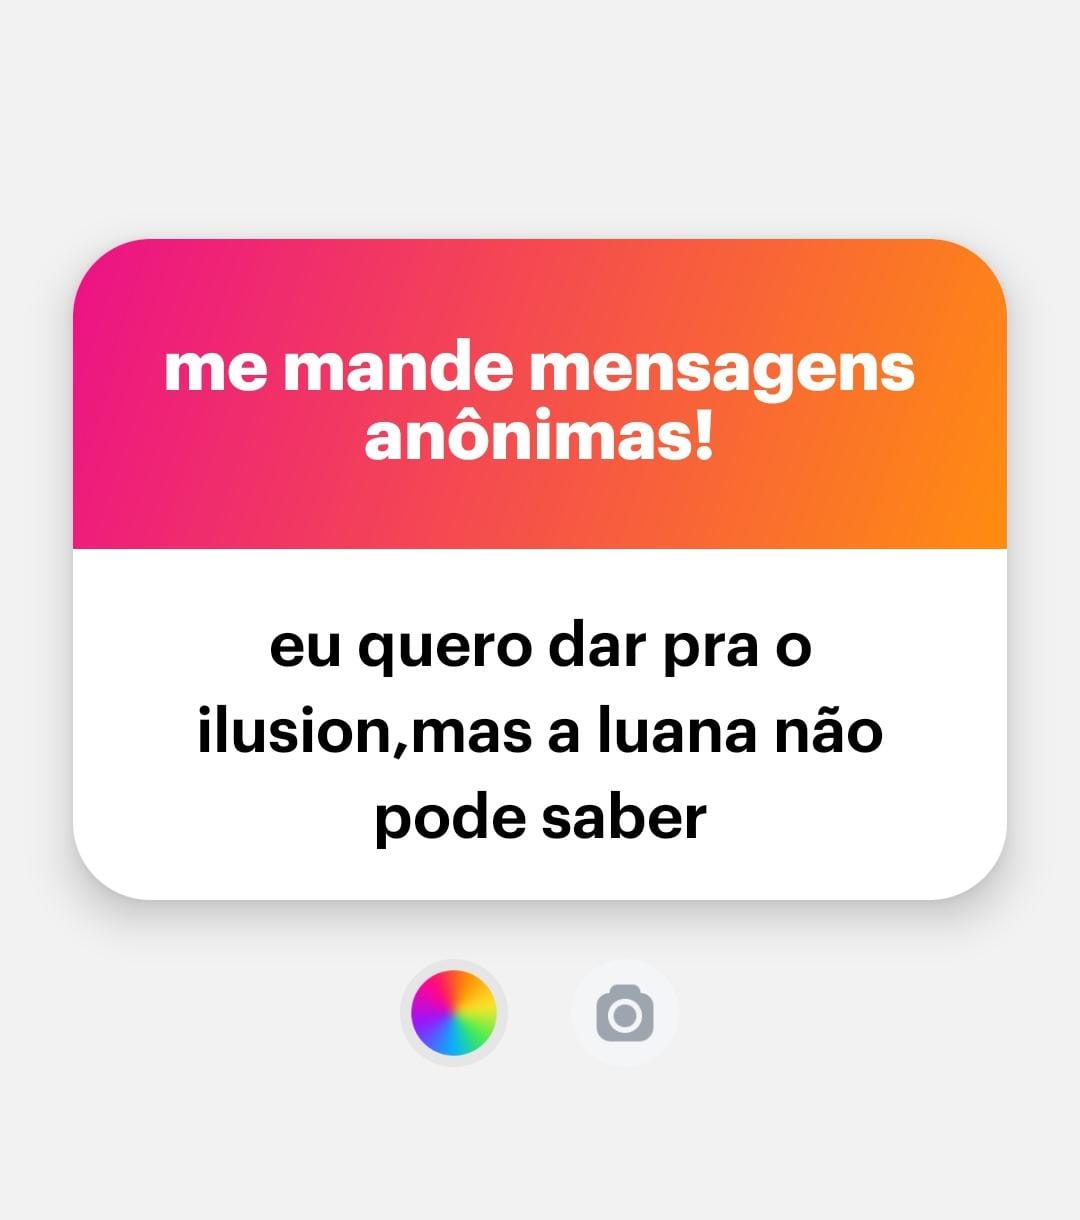 me mande mensagens
anônimas!
eu quero dar pra o
ilusion,mas a luana não
pode saber